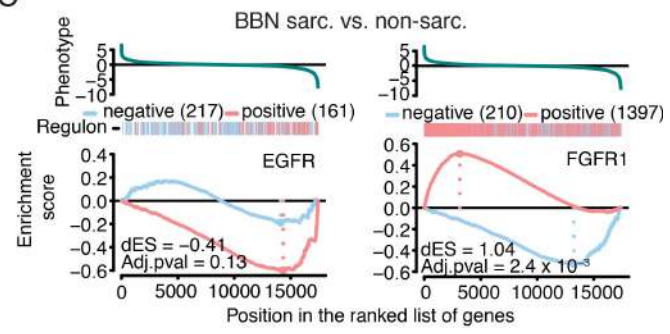 BBN sarc. vs. non-sarc.
Phenotype
5
0
−5
−10
5
0
−5
−10
negative (217) positive (161)
negative (210) positive (1397)
Regulon
Enrichment score
0.4
0.2
0.0
−0.2
−0.4
−0.6
EGFR
dES = −0.41
Adj.pval = 0.13
0 5000 10000 15000
0.6
0.4
0.2
0.0
−0.2
−0.4
−0.6
FGFR1
dES = 1.04
Adj.pval = 2.4 x 10⁻³
0 5000 10000 15000
Position in the ranked list of genes